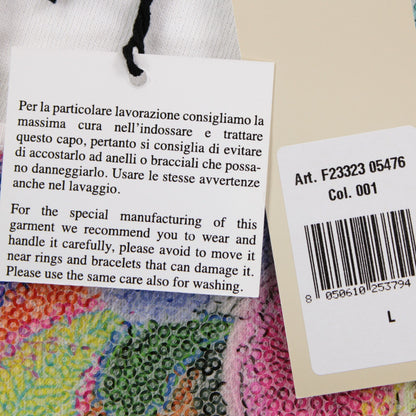 Per la particolare lavorazione consigliamo la
massima cura nell'indossare e trattare
questo capo, pertanto si consiglia di evitare
di accostarlo ad anelli o bracciali che possa-
no danneggiarlo. Usare le stesse avvertenze
anche nel lavaggio.
For the special manufacturing of this
garment we recommend you to wear and
handle it carefully, please avoid to move it
near rings and bracelets that can damage it.
Please use the same care also for washing.
Art. F23323 05476
Col. 001
8 050610 253794
L